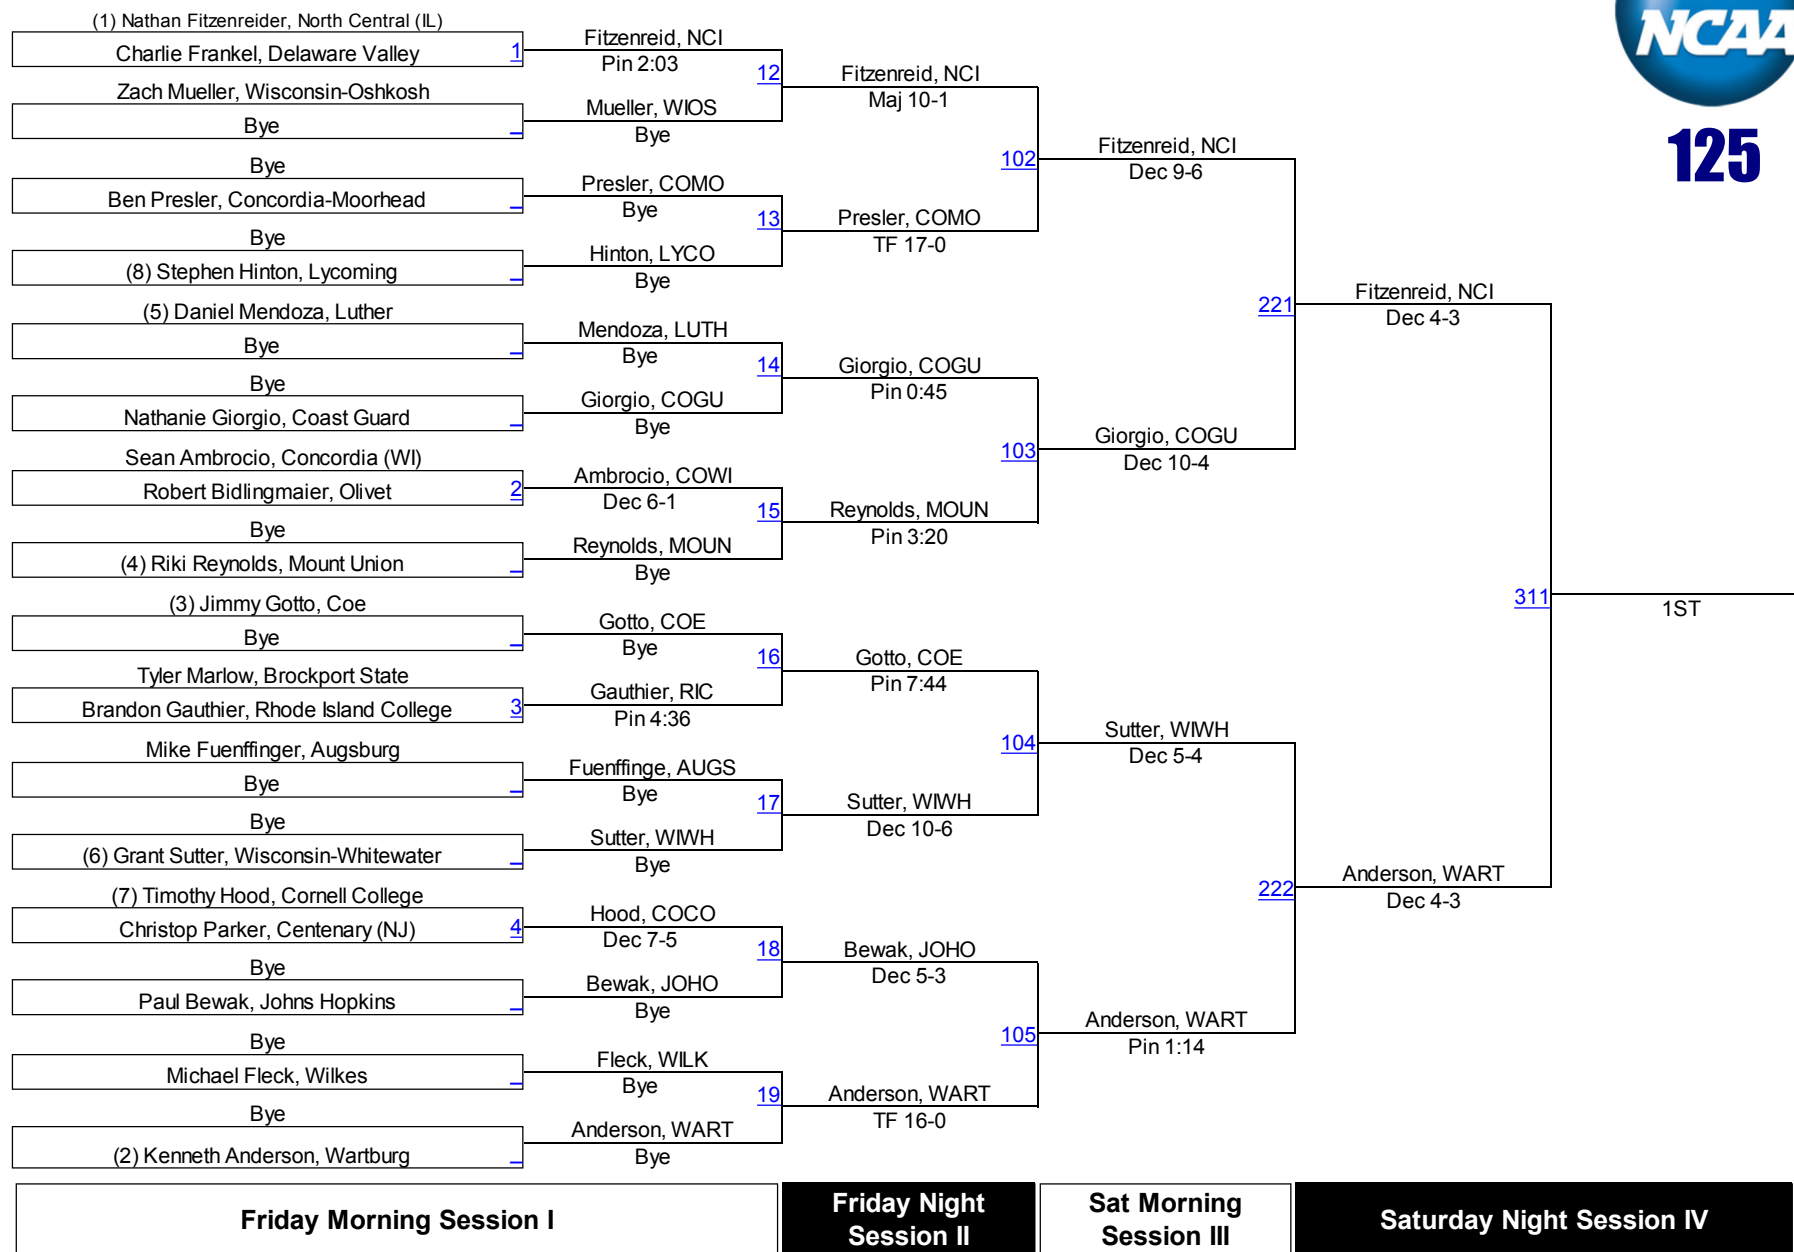 (1) Nathan Fitzenreider, North Central (IL)
Charlie Frankel, Delaware Valley
1
Zach Mueller, Wisconsin-Oshkosh
Bye
Bye
Ben Presler, Concordia-Moorhead
Bye
(8) Stephen Hinton, Lycoming
(5) Daniel Mendoza, Luther
Bye
Bye
Nathanie Giorgio, Coast Guard
Sean Ambrocio, Concordia (WI)
Robert Bidlingmaier, Olivet
2
Bye
(4) Riki Reynolds, Mount Union
(3) Jimmy Gotto, Coe
Bye
Tyler Marlow, Brockport State
Brandon Gauthier, Rhode Island College
3
Mike Fuenffinger, Augsburg
Bye
Bye
(6) Grant Sutter, Wisconsin-Whitewater
(7) Timothy Hood, Cornell College
Christop Parker, Centenary (NJ)
4
Bye
Paul Bewak, Johns Hopkins
Bye
Michael Fleck, Wilkes
Bye
(2) Kenneth Anderson, Wartburg
Fitzenreid, NCI
Pin 2:03
12
Mueller, WIOS
Bye
Presler, COMO
Bye
13
Hinton, LYCO
Bye
Mendoza, LUTH
Bye
14
Giorgio, COGU
Bye
Ambrocio, COWI
Dec 6-1
15
Reynolds, MOUN
Bye
Gotto, COE
Bye
16
Gauthier, RIC
Pin 4:36
Fuenffinge, AUGS
Bye
17
Sutter, WIWH
Bye
Hood, COCO
Dec 7-5
18
Bewak, JOHO
Bye
Fleck, WILK
Bye
19
Anderson, WART
Bye
Fitzenreid, NCI
Maj 10-1
102
Presler, COMO
TF 17-0
Giorgio, COGU
Pin 0:45
103
Reynolds, MOUN
Pin 3:20
Gotto, COE
Pin 7:44
104
Sutter, WIWH
Dec 10-6
Bewak, JOHO
Dec 5-3
105
Anderson, WART
TF 16-0
Fitzenreid, NCI
Dec 9-6
221
Giorgio, COGU
Dec 10-4
Sutter, WIWH
Dec 5-4
222
Anderson, WART
Pin 1:14
Fitzenreid, NCI
Dec 4-3
311
Anderson, WART
Dec 4-3
1ST
NCAA
125
Friday Morning Session I
Friday Night
Session II
Sat Morning
Session III
Saturday Night Session IV